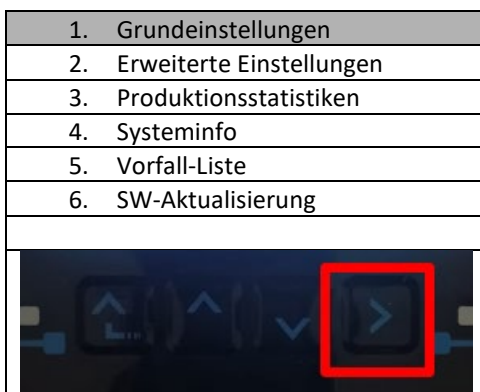 1. Grundeinstellungen
2. Erweiterte Einstellungen
3. Produktionsstatistiken
4. Systeminfo
5. Vorfall-Liste
6. SW-Aktualisierung